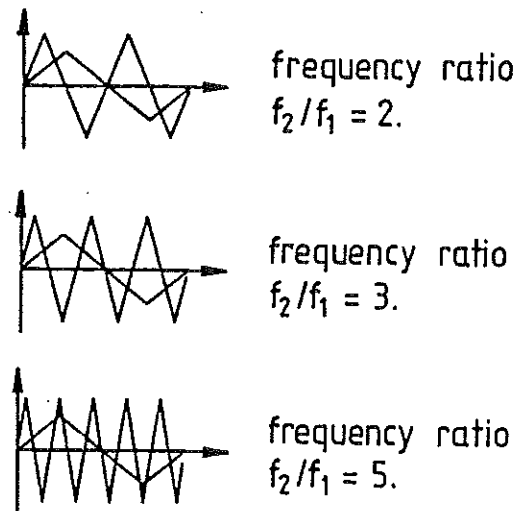 frequency ratio
f₂/f₁ = 2.
frequency ratio
f₂/f₁ = 3.
frequency ratio
f₂/f₁ = 5.